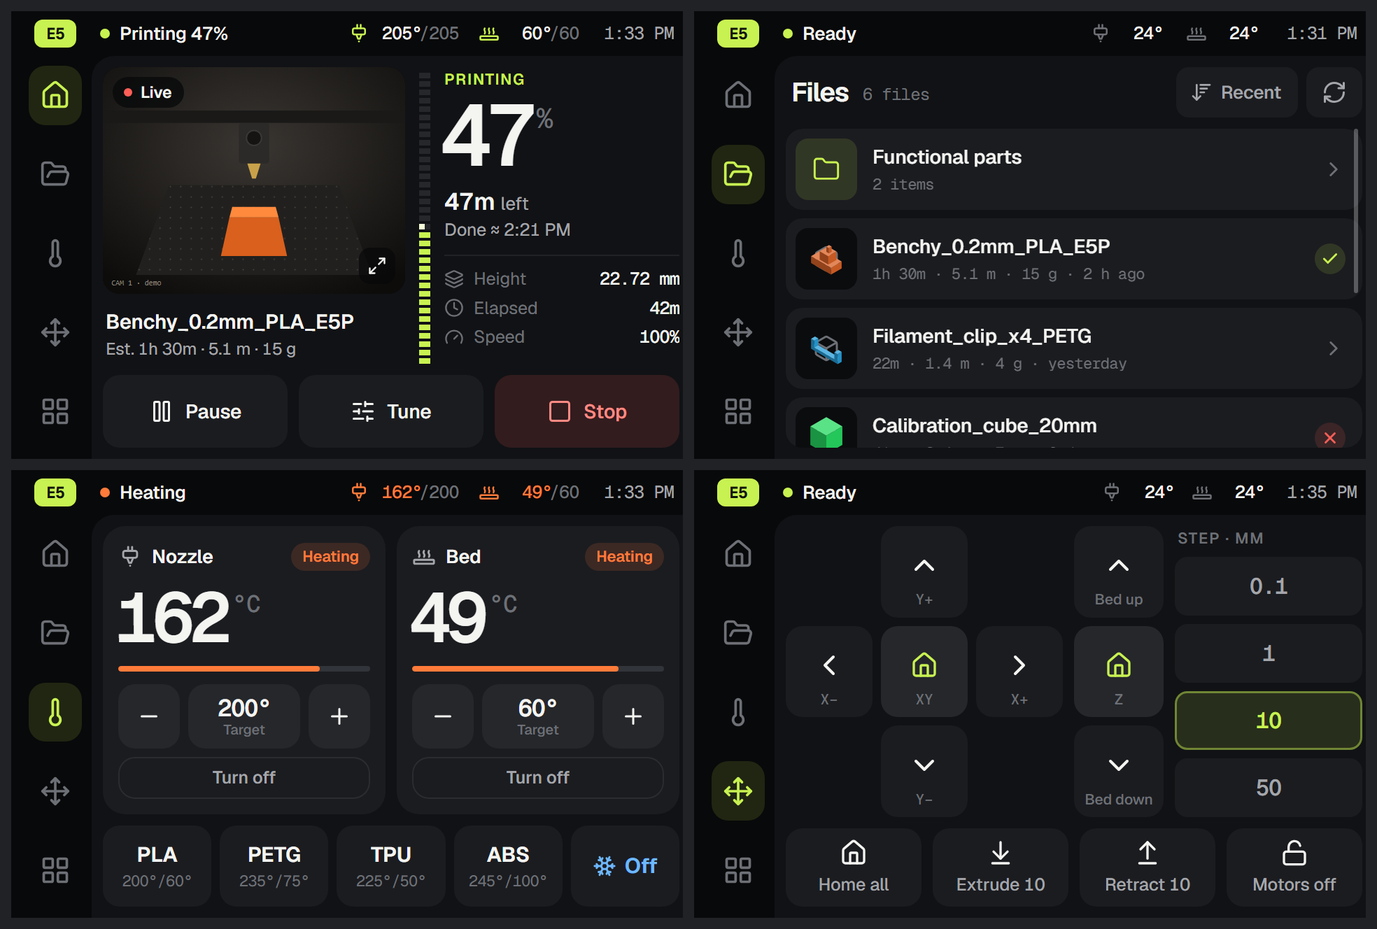 E5
Printing 47%
205°/205
60°/60
1:33 PM
Live
CAM 1 · demo
Benchy_0.2mm_PLA_E5P
Est. 1h 30m · 5.1 m · 15 g
PRINTING
47%
47m left
Done ≈ 2:21 PM
Height 22.72 mm
Elapsed 42m
Speed 100%
Pause
Tune
Stop
E5
Ready
24°
24°
1:31 PM
Files 6 files
Recent
Functional parts
2 items
Benchy_0.2mm_PLA_E5P
1h 30m · 5.1 m · 15 g · 2 h ago
Filament_clip_x4_PETG
22m · 1.4 m · 4 g · yesterday
Calibration_cube_20mm
E5
Heating
162°/200
49°/60
1:33 PM
Nozzle
Heating
162°C
200°
Target
Turn off
Bed
Heating
49°C
60°
Target
Turn off
PLA
200°/60°
PETG
235°/75°
TPU
225°/50°
ABS
245°/100°
Off
E5
Ready
24°
24°
1:35 PM
Y+
X−
XY
X+
Y−
Bed up
Z
Bed down
STEP · MM
0.1
1
10
50
Home all
Extrude 10
Retract 10
Motors off